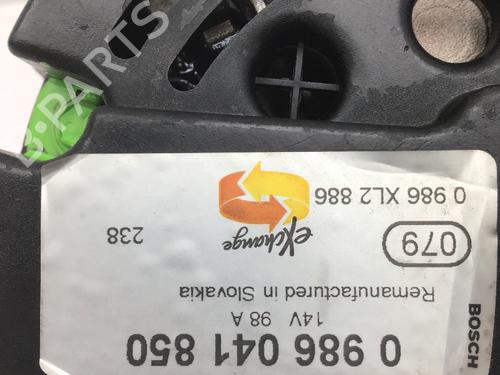 BOSCH
0 986 041 850
14V 98 A
Remanufactured in Slovakia
079
238
eXchange
0 986 XL2 886
B-PARTS